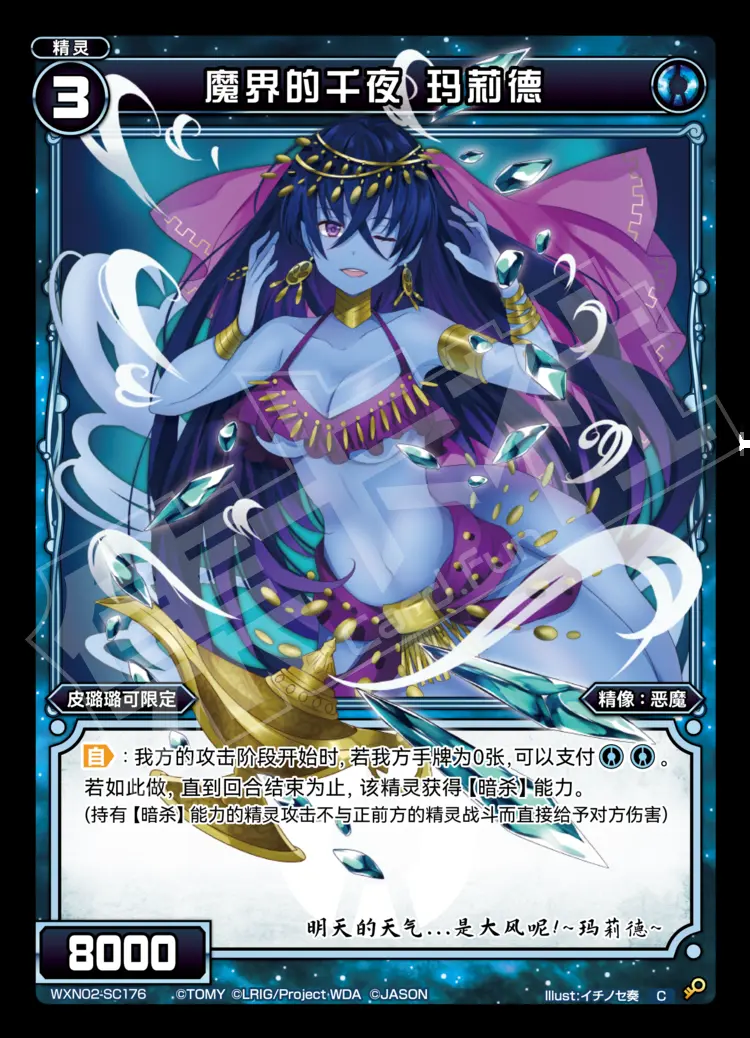 精灵
3
魔界的千夜 玛莉德
皮璐璐可限定
精像：恶魔
自：我方的攻击阶段开始时，若我方手牌为0张，可以支付。
若如此做，直到回合结束为止，该精灵获得【暗杀】能力。
(持有【暗杀】能力的精灵攻击不与正前方的精灵战斗而直接给予对方伤害)
明天的天气...是大风呢！~玛莉德~
8000
WXN02-SC176 ©TOMY ©LRIG/Project WDA ©JASON
Illust:イチノセ奏 C